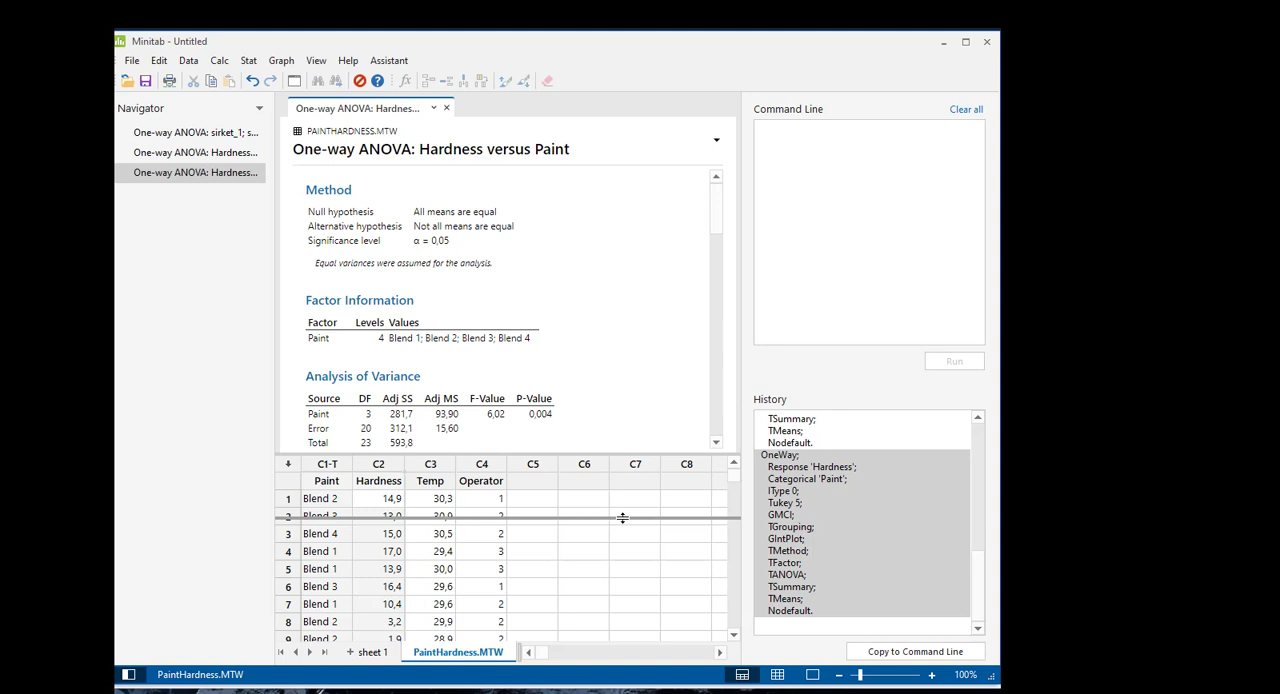 Minitab - Untitled
File Edit Data Calc Stat Graph View Help Assistant
Navigator
One-way ANOVA: sirket_1; s...
One-way ANOVA: Hardness...
One-way ANOVA: Hardness...
One-way ANOVA: Hardnes...
PAINTHARDNESS.MTW
One-way ANOVA: Hardness versus Paint
Method
Null hypothesis All means are equal
Alternative hypothesis Not all means are equal
Significance level α = 0,05
Equal variances were assumed for the analysis.
Factor Information
Factor Levels Values
Paint 4 Blend 1; Blend 2; Blend 3; Blend 4
Analysis of Variance
Source DF Adj SS Adj MS F-Value P-Value
Paint 3 281,7 93,90 6,02 0,004
Error 20 312,1 15,60
Total 23 593,8
C1-T C2 C3 C4 C5 C6 C7 C8
Paint Hardness Temp Operator
1 Blend 2 14,9 30,3 1
3 Blend 4 15,0 30,5 2
4 Blend 1 17,0 29,4 3
5 Blend 1 13,9 30,0 3
6 Blend 3 16,4 29,6 1
7 Blend 1 10,4 29,6 2
8 Blend 2 3,2 29,9 2
9 Blend 2 1,9 28,9 2
+ sheet 1 PaintHardness.MTW
Command Line Clear all
Run
History
TSummary;
TMeans;
Nodefault.
OneWay;
Response 'Hardness';
Categorical 'Paint';
IType 0;
Tukey 5;
GMCI;
TGrouping;
GIntPlot;
TMethod;
TFactor;
TANOVA;
TSummary;
TMeans;
Nodefault.
Copy to Command Line
PaintHardness.MTW
100%